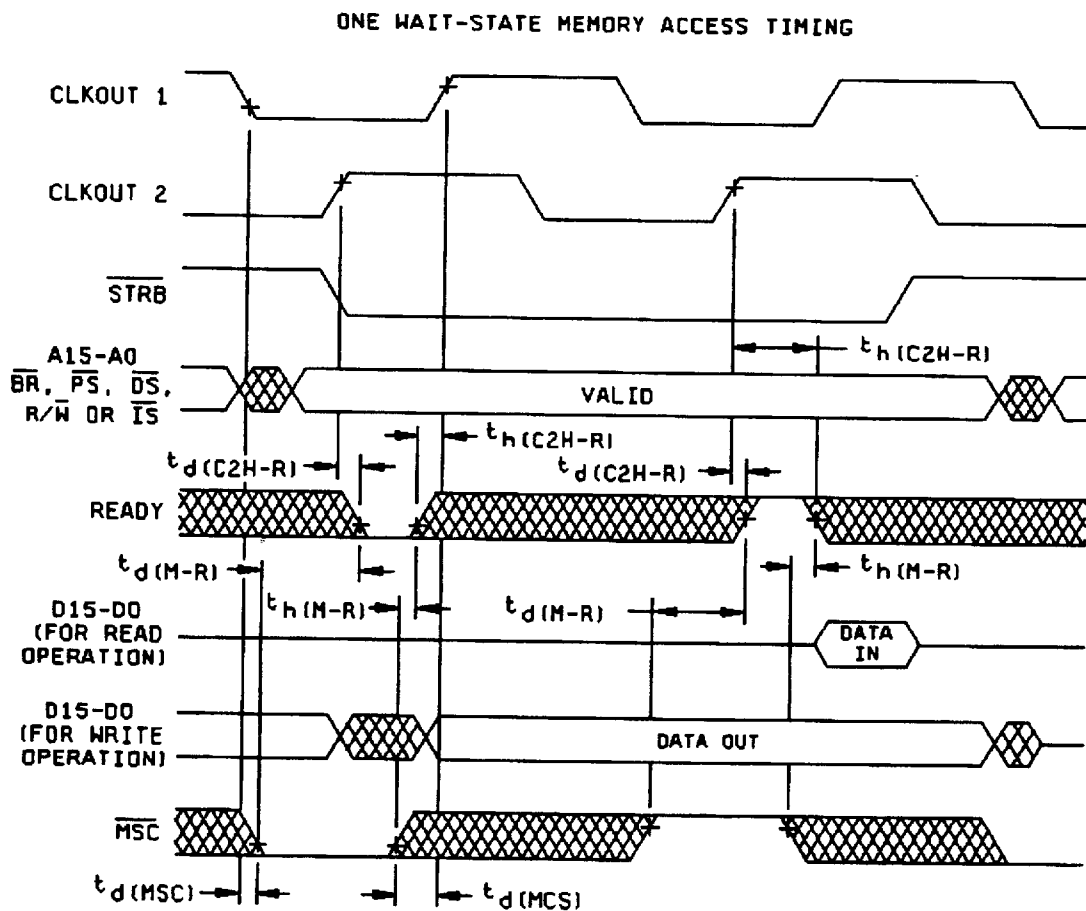 ONE WAIT-STATE MEMORY ACCESS TIMING
CLKOUT 1
CLKOUT 2
STRB
t h (C2H-R)
A15-A0
BR, PS, DS,
R/W OR IS
VALID
t h (C2H-R)
t d (C2H-R)
t d (C2H-R)
READY
t d (M-R)
t h (M-R)
t h (M-R)
t d (M-R)
D15-D0
(FOR READ
OPERATION)
DATA
IN
D15-D0
(FOR WRITE
OPERATION)
DATA OUT
MSC
t d (MSC)
t d (MCS)